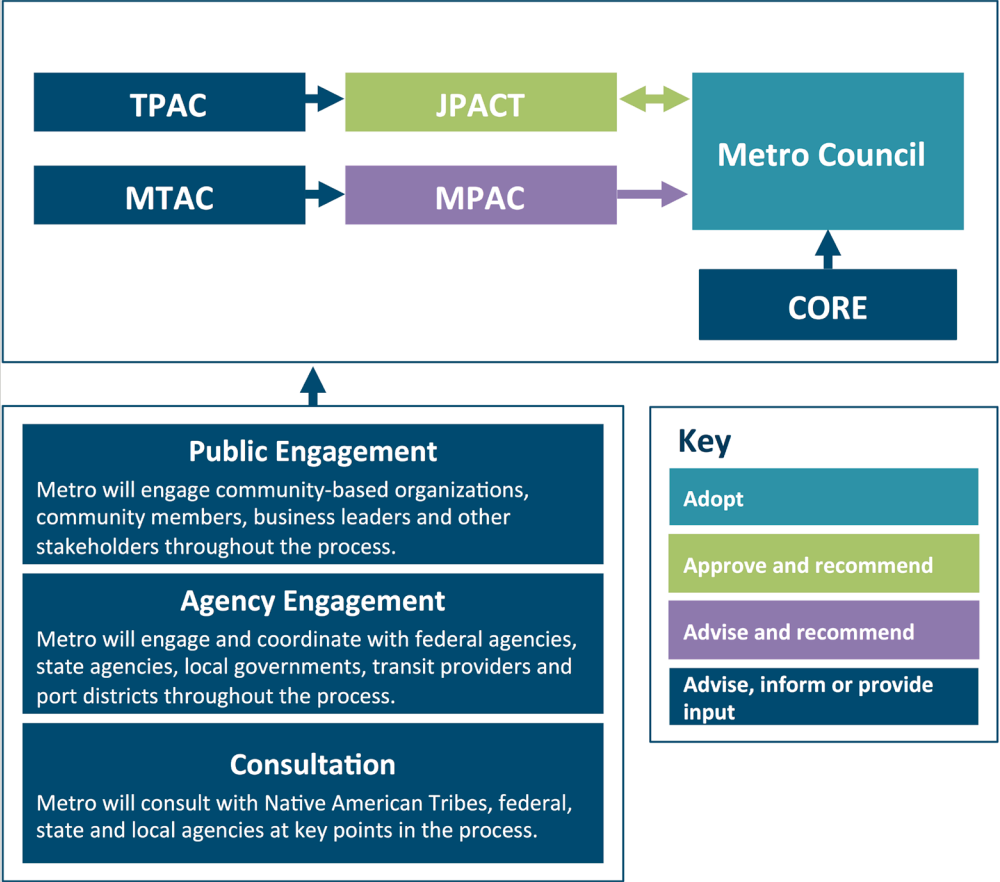 TPAC
JPACT
Metro Council
MTAC
MPAC
CORE
Public Engagement
Metro will engage community-based organizations,
community members, business leaders and other
stakeholders throughout the process.
Agency Engagement
Metro will engage and coordinate with federal agencies,
state agencies, local governments, transit providers and
port districts throughout the process.
Consultation
Metro will consult with Native American Tribes, federal,
state and local agencies at key points in the process.
Key
Adopt
Approve and recommend
Advise and recommend
Advise, inform or provide
input